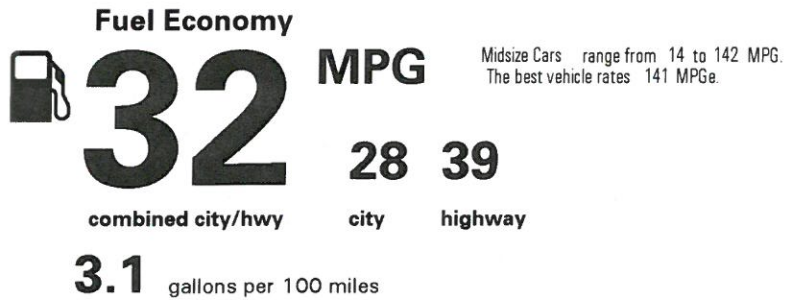 Fuel Economy
32 MPG
Midsize Cars range from 14 to 142 MPG.
The best vehicle rates 141 MPGe.
28 39
combined city/hwy city highway
3.1 gallons per 100 miles